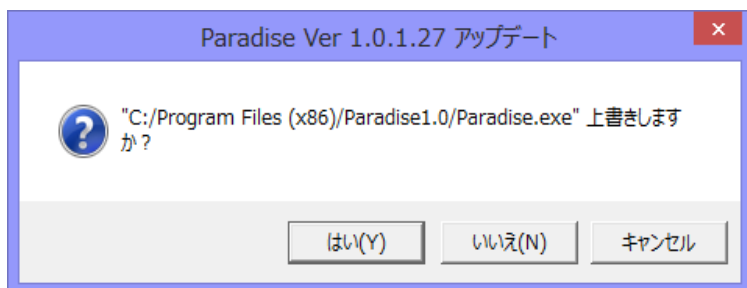 Paradise Ver 1.0.1.27 アップデート
"C:/Program Files (x86)/Paradise1.0/Paradise.exe" 上書きします
か?
はい(Y) いいえ(N) キャンセル